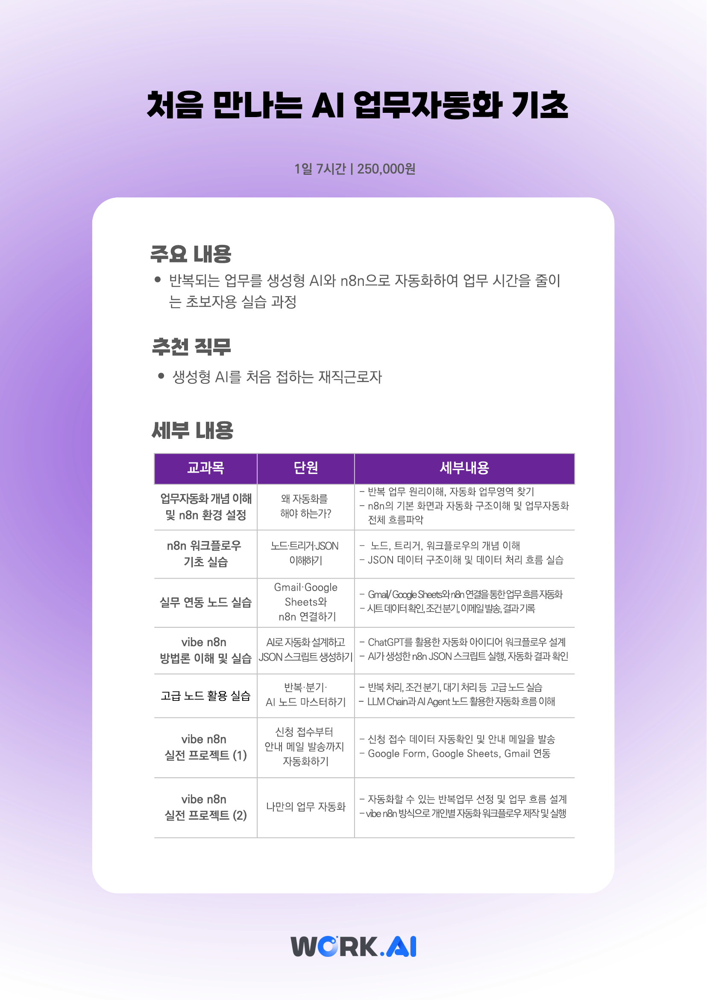 처음 만나는 AI 업무자동화 기초
1일 7시간 | 250,000원
주요 내용
• 반복되는 업무를 생성형 AI와 n8n으로 자동화하여 업무 시간을 줄이
는 초보자용 실습 과정
추천 직무
• 생성형 AI를 처음 접하는 재직근로자
세부 내용
교과목 단원 세부내용
업무자동화 개념 이해
및 n8n 환경 설정
왜 자동화를
해야 하는가?
- 반복 업무 원리이해, 자동화 업무영역 찾기
- n8n의 기본 화면과 자동화 구조이해 및 업무자동화
전체 흐름파악
n8n 워크플로우
기초 실습
노드·트리거·JSON
이해하기
- 노드, 트리거, 워크플로우의 개념 이해
- JSON 데이터 구조이해 및 데이터 처리 흐름 실습
실무 연동 노드 실습
Gmail·Google
Sheets와
n8n 연결하기
- Gmail/ Google Sheets와 n8n 연결을 통한 업무 흐름 자동화
- 시트 데이터 확인, 조건 분기, 이메일 발송, 결과 기록
vibe n8n
방법론 이해 및 실습
AI로 자동화 설계하고
JSON 스크립트 생성하기
- ChatGPT를 활용한 자동화 아이디어 워크플로우 설계
- AI가 생성한 n8n JSON 스크립트 실행, 자동화 결과 확인
고급 노드 활용 실습
반복·분기·
AI 노드 마스터하기
- 반복 처리, 조건 분기, 대기 처리 등 고급 노드 실습
- LLM Chain과 AI Agent 노드 활용한 자동화 흐름 이해
vibe n8n
실전 프로젝트 (1)
신청 접수부터
안내 메일 발송까지
자동화하기
- 신청 접수 데이터 자동확인 및 안내 메일을 발송
- Google Form, Google Sheets, Gmail 연동
vibe n8n
실전 프로젝트 (2)
나만의 업무 자동화
- 자동화할 수 있는 반복업무 선정 및 업무 흐름 설계
- vibe n8n 방식으로 개인별 자동화 워크플로우 제작 및 실행
WORK.AI